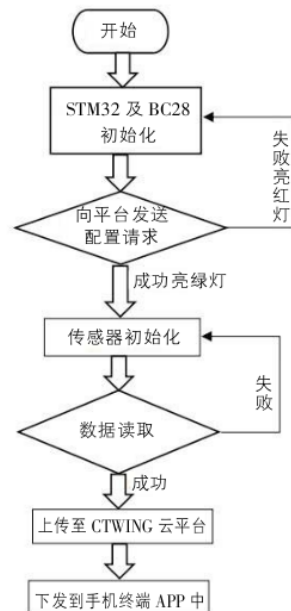 开始
STM32 及 BC28
初始化
失败亮红灯
向平台发送
配置请求
成功亮绿灯
传感器初始化
失败
数据读取
成功
上传至 CTWING 云平台
下发到手机终端 APP 中